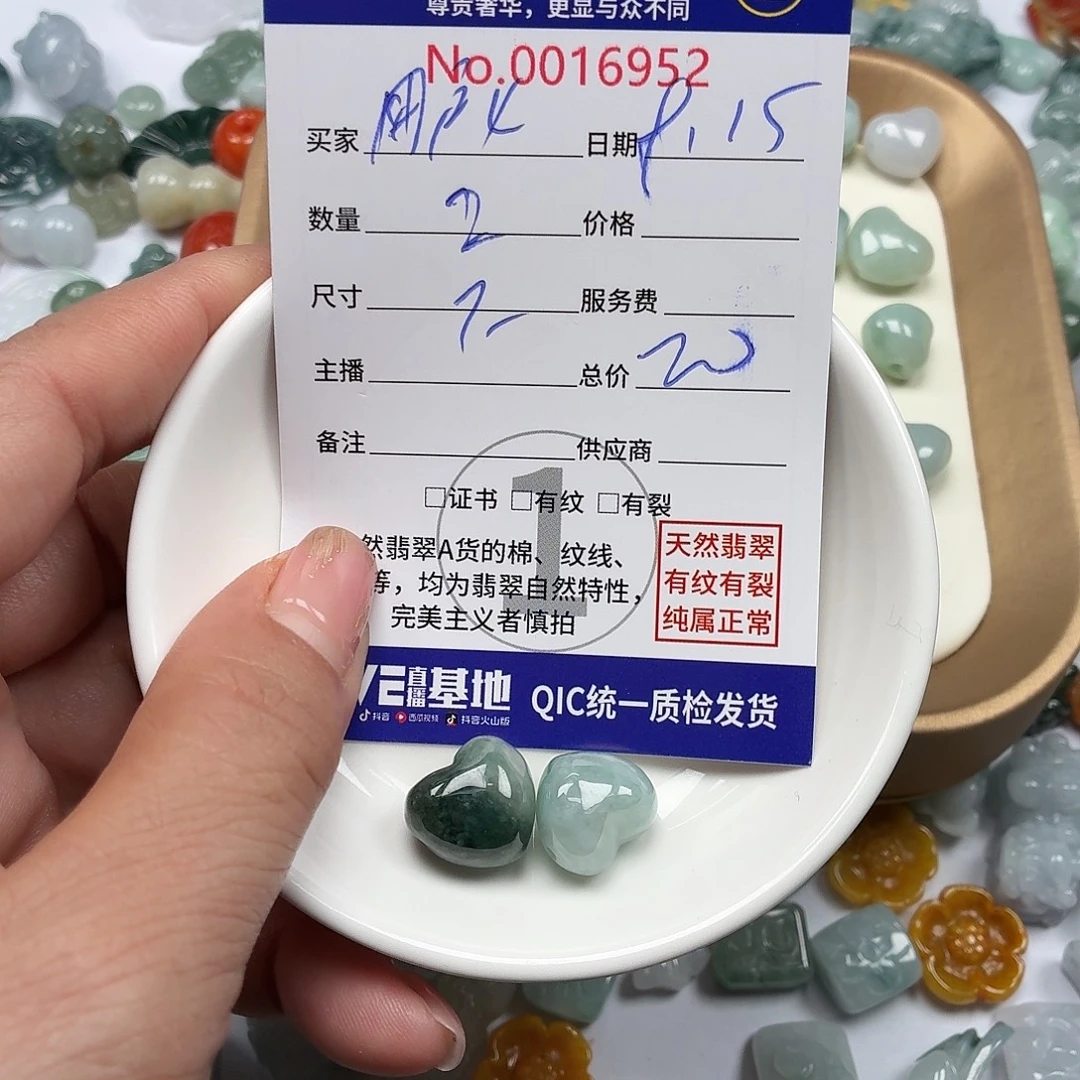 尊贵奢华，更显与众不同
No.0016952
买家 日期 9.15
数量 2 价格
尺寸 服务费
主播 总价 20
备注 供应商
□证书 □有纹 □有裂
然翡翠A货的棉、纹线、
等，均为翡翠自然特性，
完美主义者慎拍
天然翡翠
有纹有裂
纯属正常
1
VE直播基地 QIC统一质检发货
抖音 西瓜视频 抖音火山版